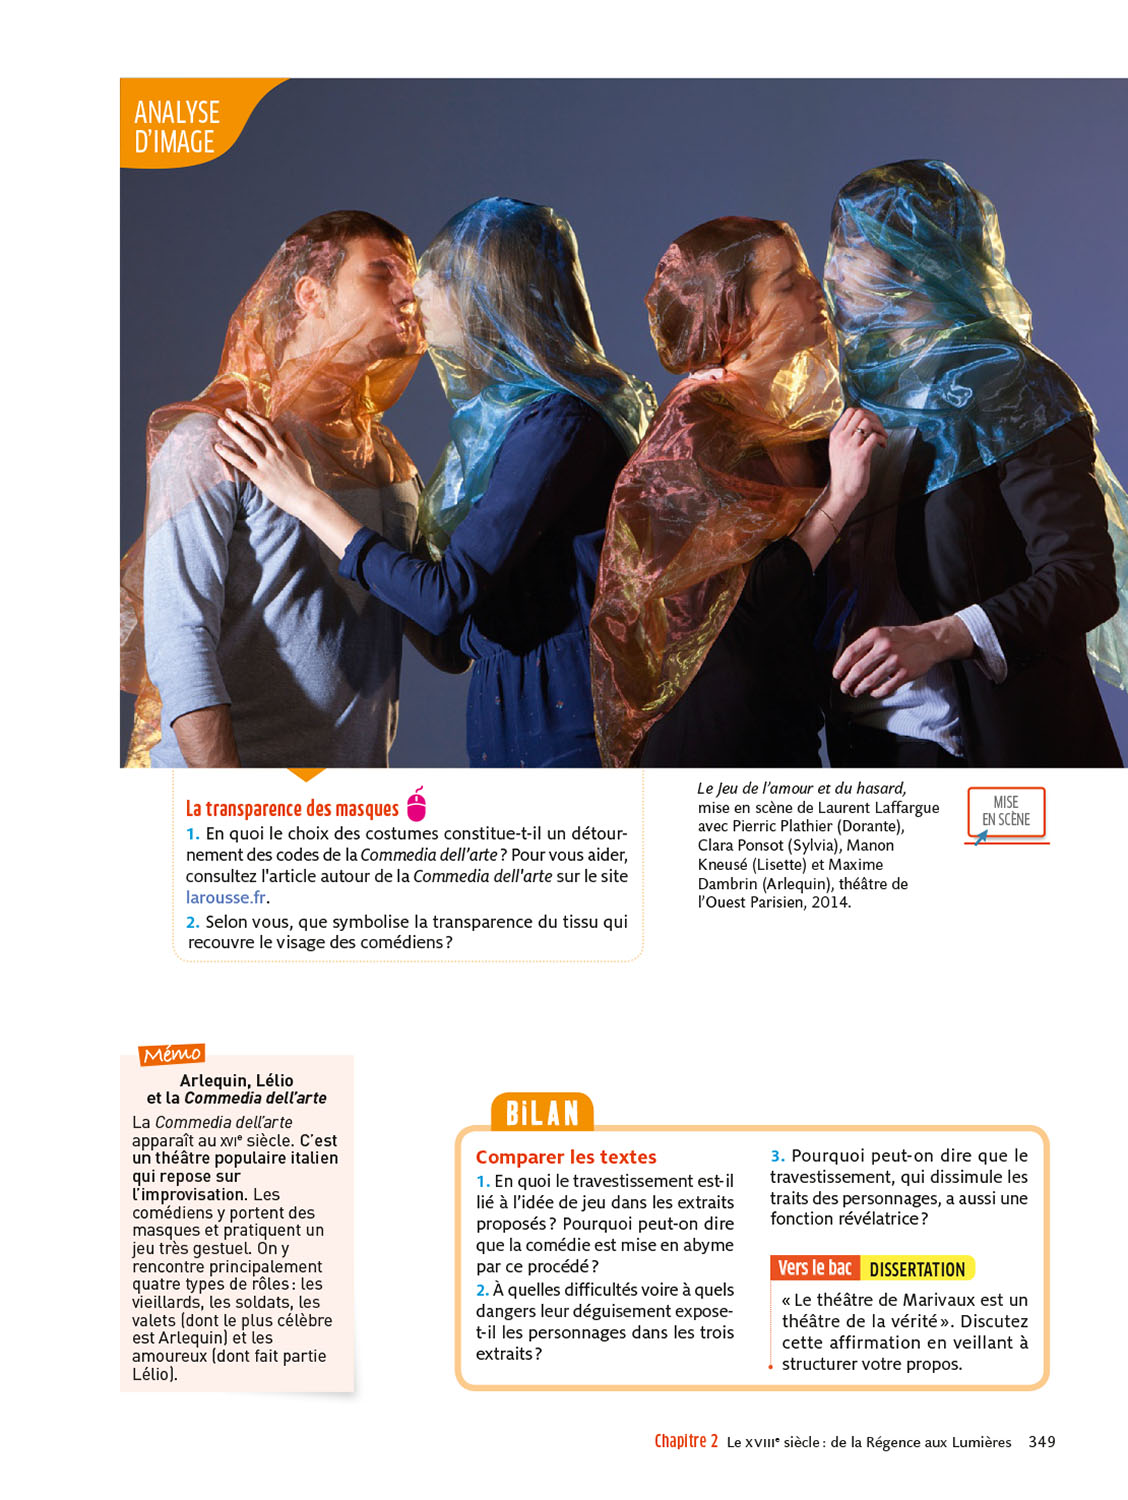 ANALYSE
D'IMAGE
La transparence des masques
1. En quoi le choix des costumes constitue-t-il un détour-
nement des codes de la Commedia dell'arte ? Pour vous aider,
consultez l'article autour de la Commedia dell'arte sur le site
larousse.fr.
2. Selon vous, que symbolise la transparence du tissu qui
recouvre le visage des comédiens ?
Le Jeu de l'amour et du hasard,
mise en scène de Laurent Laffargue
avec Pierric Plathier (Dorante),
Clara Ponsot (Sylvia), Manon
Kneusé (Lisette) et Maxime
Dambrin (Arlequin), théâtre de
l'Ouest Parisien, 2014.
MISE
EN SCÈNE
Mémo
Arlequin, Lélio
et la Commedia dell'arte
La Commedia dell'arte
apparaît au XVIe siècle. C'est
un théâtre populaire italien
qui repose sur
l'improvisation. Les
comédiens y portent des
masques et pratiquent un
jeu très gestuel. On y
rencontre principalement
quatre types de rôles : les
vieillards, les soldats, les
valets (dont le plus célèbre
est Arlequin) et les
amoureux (dont fait partie
Lélio).
BiLAN
Comparer les textes
1. En quoi le travestissement est-il
lié à l'idée de jeu dans les extraits
proposés ? Pourquoi peut-on dire
que la comédie est mise en abyme
par ce procédé ?
2. À quelles difficultés voire à quels
dangers leur déguisement expose-
t-il les personnages dans les trois
extraits ?
3. Pourquoi peut-on dire que le
travestissement, qui dissimule les
traits des personnages, a aussi une
fonction révélatrice ?
Vers le bac DISSERTATION
« Le théâtre de Marivaux est un
théâtre de la vérité ». Discutez
cette affirmation en veillant à
structurer votre propos.
Chapitre 2 Le XVIIIe siècle : de la Régence aux Lumières 349